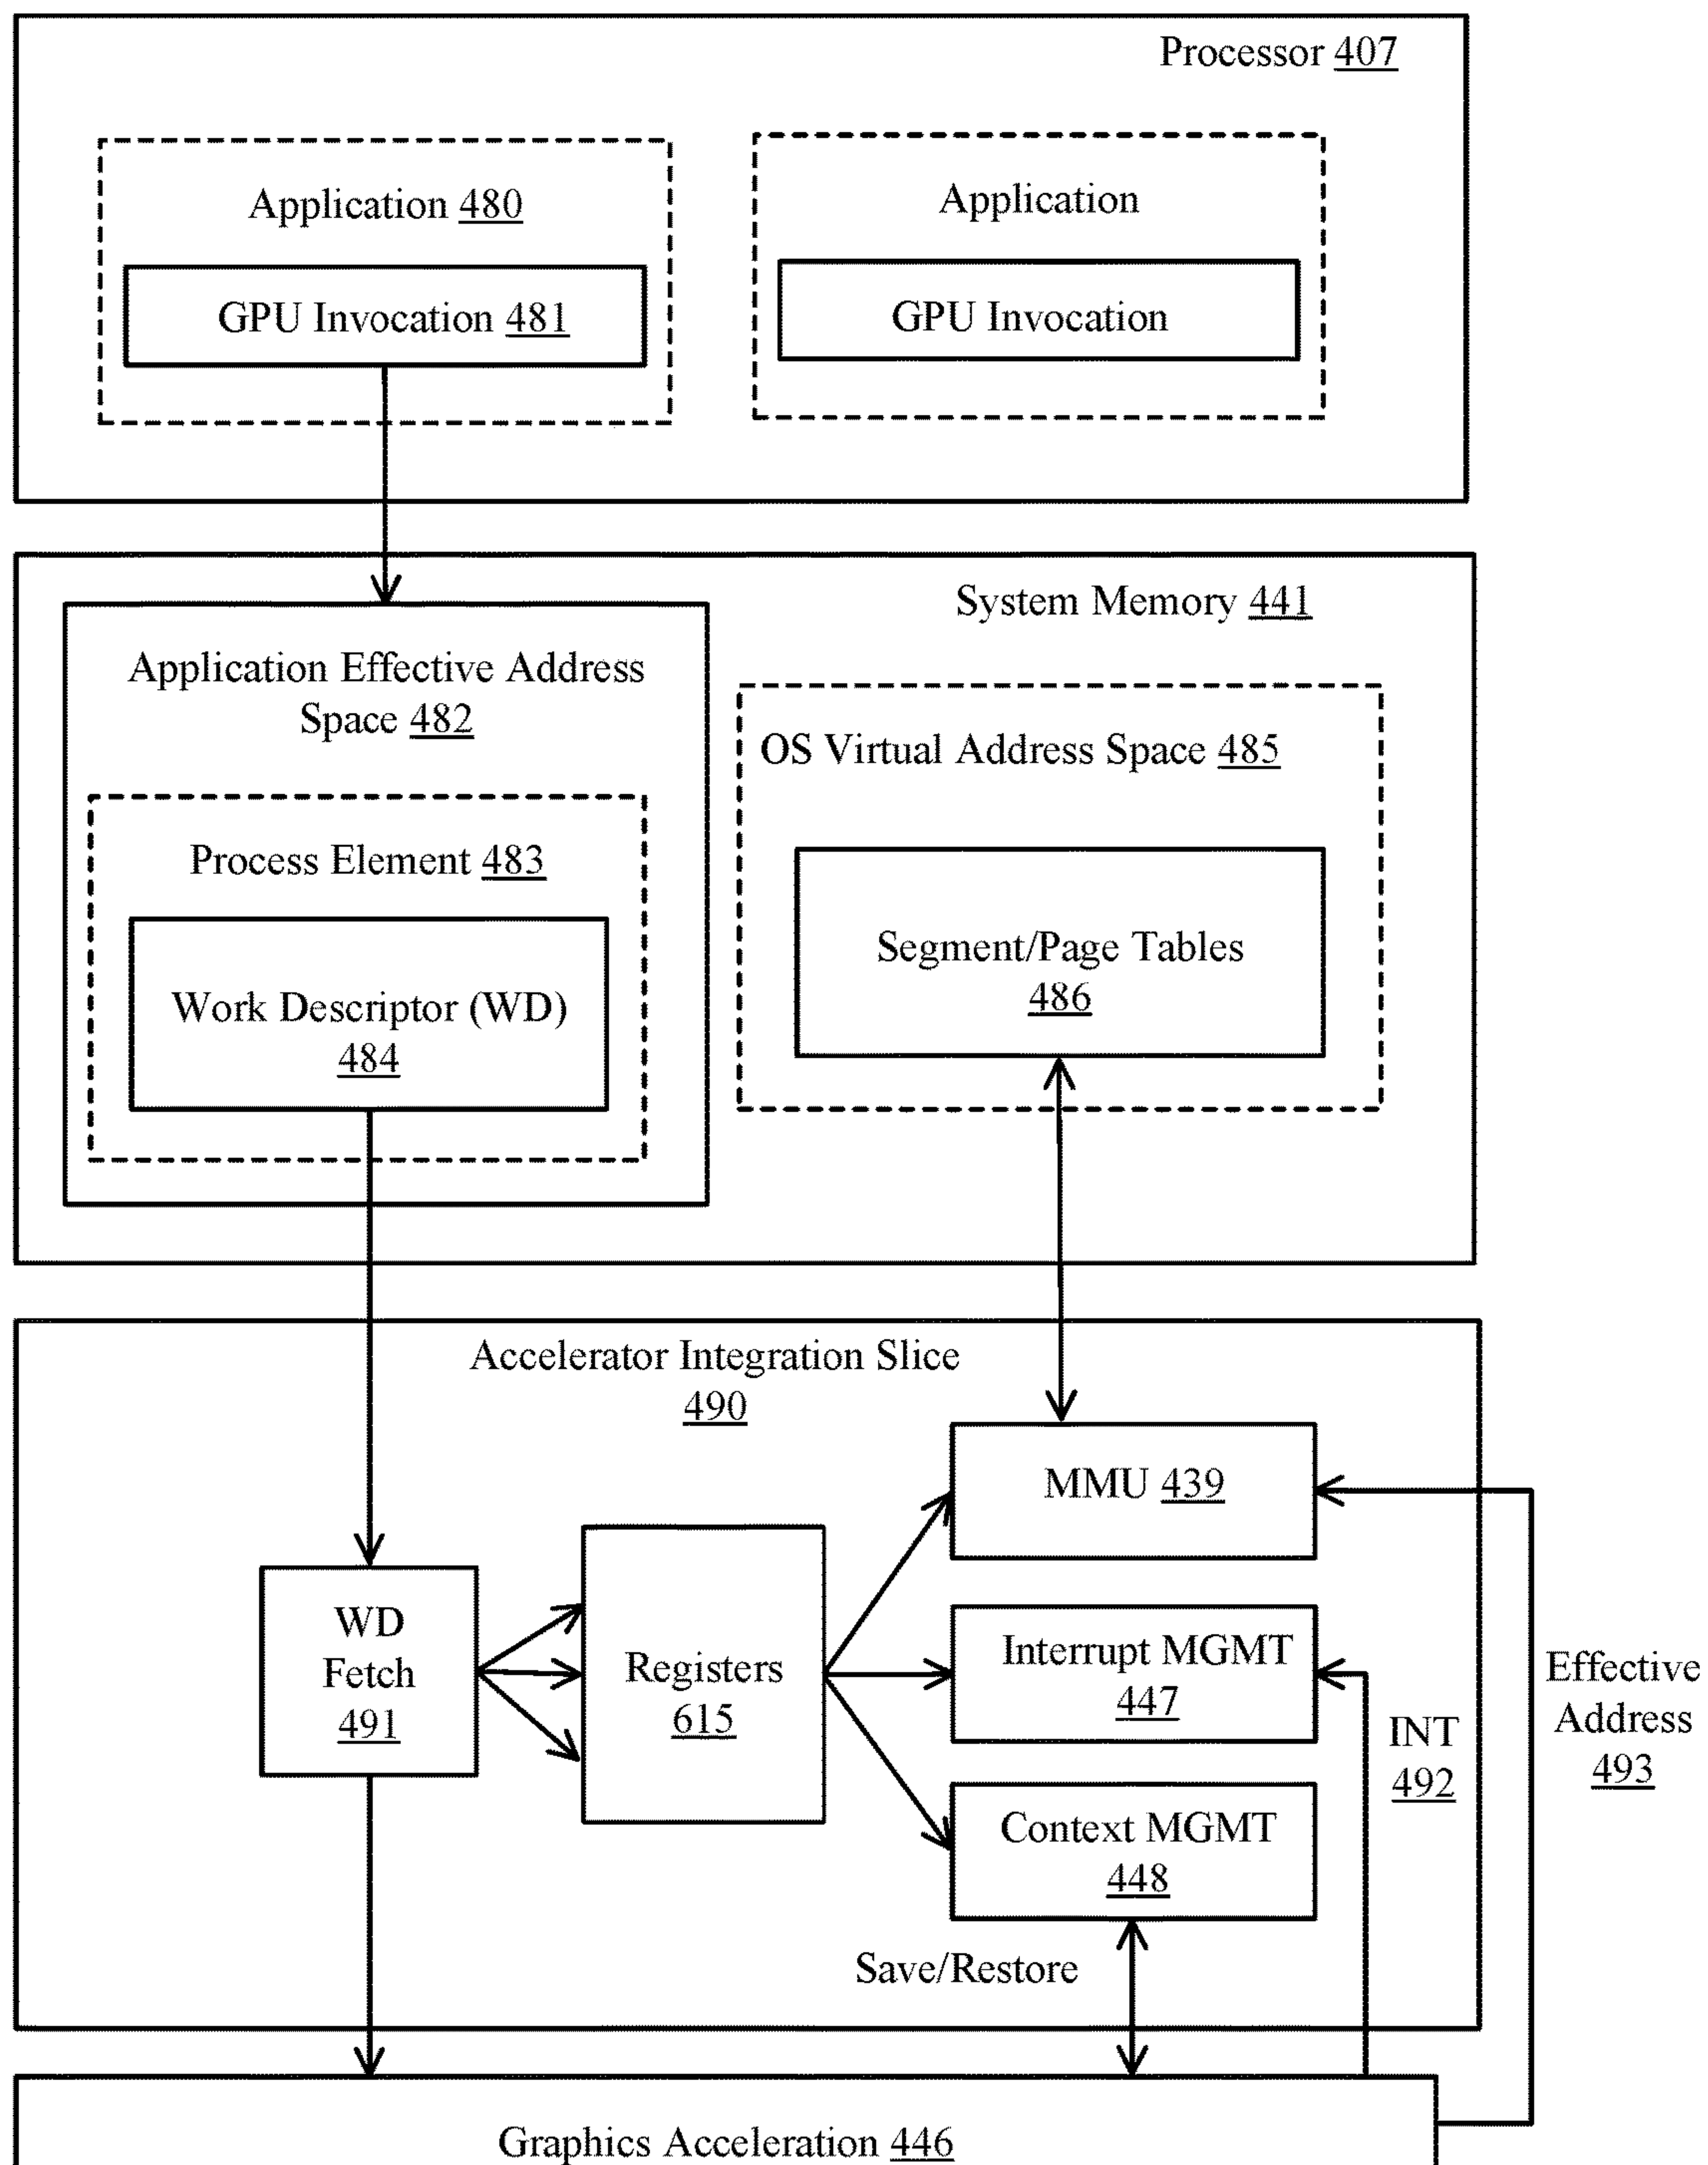 Processor 407
Application 480
GPU Invocation 481
Application
GPU Invocation
System Memory 441
Application Effective Address
Space 482
Process Element 483
Work Descriptor (WD)
484
OS Virtual Address Space 485
Segment/Page Tables
486
Accelerator Integration Slice
490
MMU 439
WD
Fetch
491
Registers
615
Interrupt MGMT
447
Context MGMT
448
Save/Restore
INT
492
Effective
Address
493
Graphics Acceleration 446